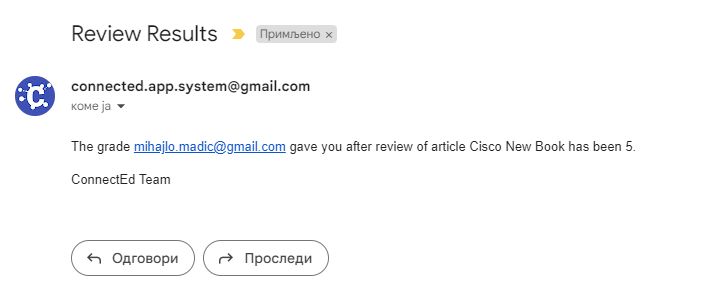 Review Results Примљено ×
connected.app.system@gmail.com
коме ја
The grade mihajlo.madic@gmail.com gave you after review of article Cisco New Book has been 5.
ConnectEd Team
Одговори Проследи